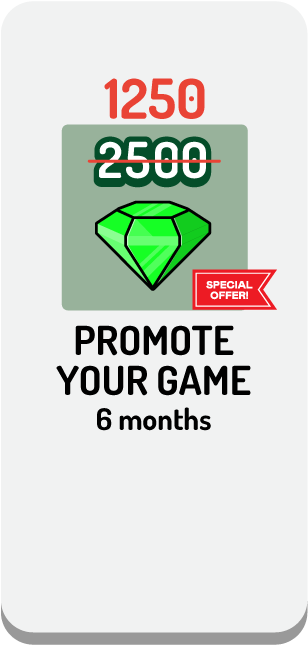 1250
2500
SPECIAL
OFFER!
PROMOTE
YOUR GAME
6 months